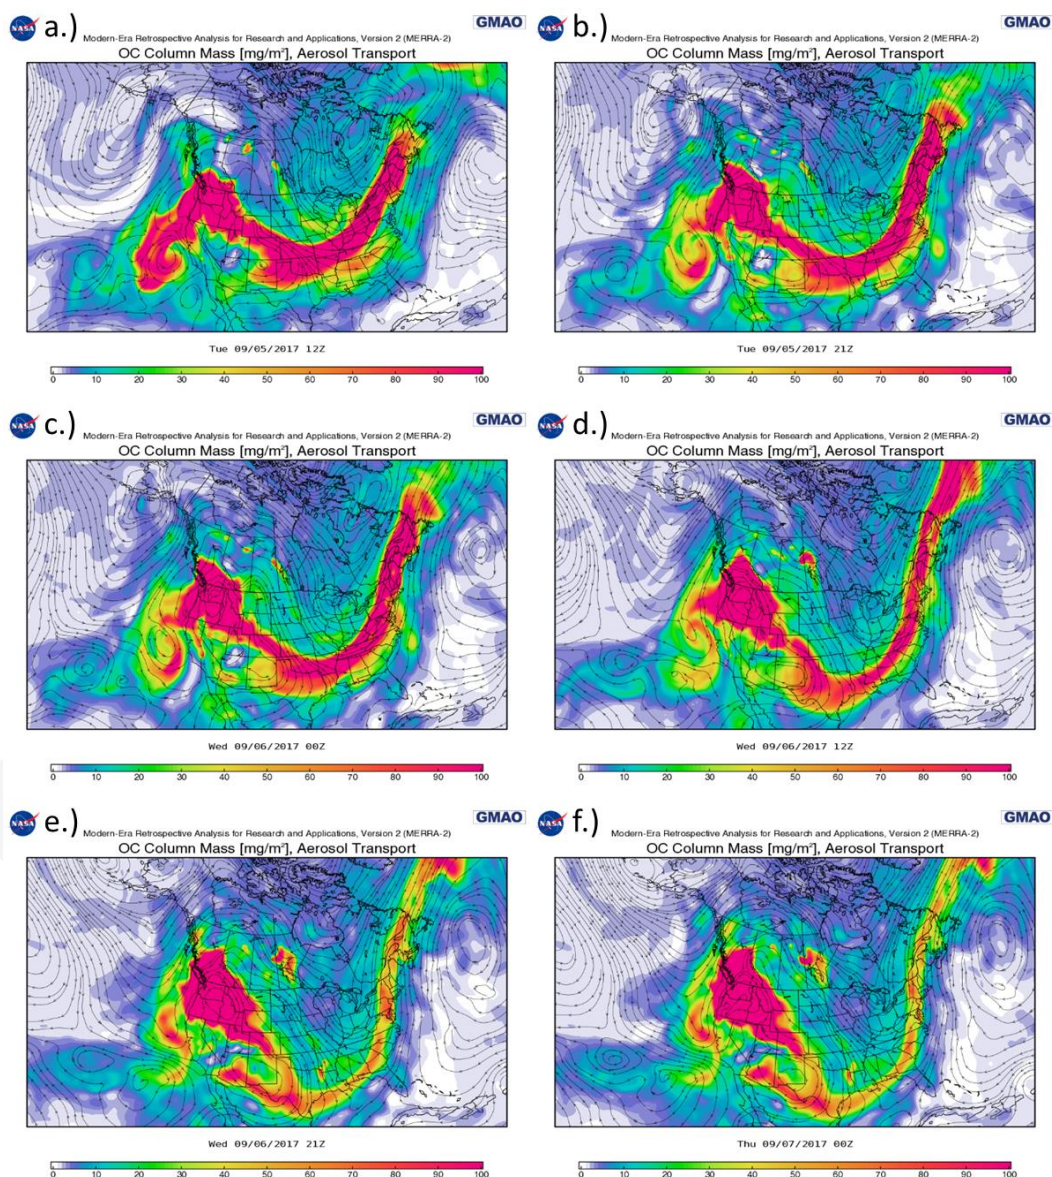 NASA a.) GMAO
Modern-Era Retrospective Analysis for Research and Applications, Version 2 (MERRA-2)
OC Column Mass [mg/m²], Aerosol Transport
Tue 09/05/2017 12Z
0 10 20 30 40 50 60 70 80 90 100
NASA b.) GMAO
Modern-Era Retrospective Analysis for Research and Applications, Version 2 (MERRA-2)
OC Column Mass [mg/m²], Aerosol Transport
Tue 09/05/2017 21Z
0 10 20 30 40 50 60 70 80 90 100
NASA c.) GMAO
Modern-Era Retrospective Analysis for Research and Applications, Version 2 (MERRA-2)
OC Column Mass [mg/m²], Aerosol Transport
Wed 09/06/2017 00Z
0 10 20 30 40 50 60 70 80 90 100
NASA d.) GMAO
Modern-Era Retrospective Analysis for Research and Applications, Version 2 (MERRA-2)
OC Column Mass [mg/m²], Aerosol Transport
Wed 09/06/2017 12Z
0 10 20 30 40 50 60 70 80 90 100
NASA e.) GMAO
Modern-Era Retrospective Analysis for Research and Applications, Version 2 (MERRA-2)
OC Column Mass [mg/m²], Aerosol Transport
Wed 09/06/2017 21Z
0 10 20 30 40 50 60 70 80 90 100
NASA f.) GMAO
Modern-Era Retrospective Analysis for Research and Applications, Version 2 (MERRA-2)
OC Column Mass [mg/m²], Aerosol Transport
Thu 09/07/2017 00Z
0 10 20 30 40 50 60 70 80 90 100